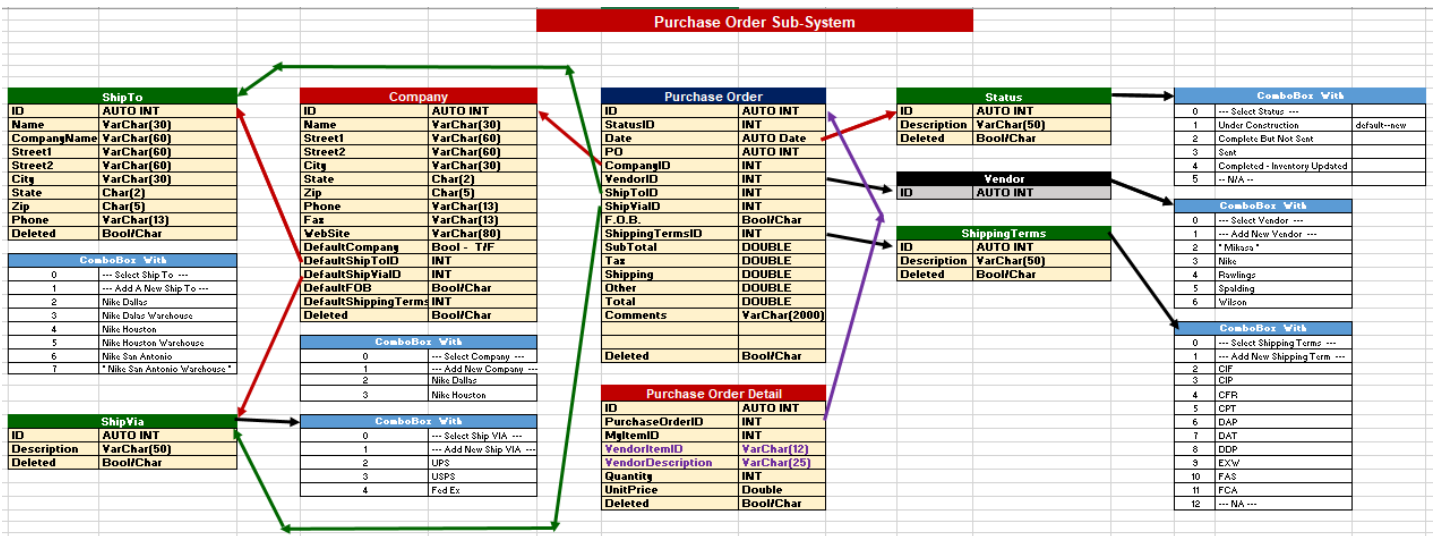 Purchase Order Sub-System
ShipTo
ID AUTO INT
Name VarChar(30)
CompanyName VarChar(60)
Street1 VarChar(60)
Street2 VarChar(60)
City VarChar(30)
State Char(2)
Zip Char(5)
Phone VarChar(13)
Deleted Bool/Char
ComboBox With
0 --- Select Ship To ---
1 --- Add A New Ship To ---
2 Nike Dallas
3 Nike Dalas Warehouse
4 Nike Houston
5 Nike Houston Warehouse
6 Nike San Antonio
7 " Nike San Antonio Warehouse "
ShipVia
ID AUTO INT
Description VarChar(50)
Deleted Bool/Char
Company
ID AUTO INT
Name VarChar(30)
Street1 VarChar(60)
Street2 VarChar(60)
City VarChar(30)
State Char(2)
Zip Char(5)
Phone VarChar(13)
Fax VarChar(13)
WebSite VarChar(80)
DefaultCompany Bool - T/F
DefaultShipToID INT
DefaultShipViaID INT
DefaultFOB Bool/Char
DefaultShippingTerms INT
Deleted Bool/Char
ComboBox With
0 --- Select Company ---
1 --- Add New Company ---
2 Nike Dallas
3 Nike Houston
ComboBox With
0 --- Select Ship VIA ---
1 --- Add New Ship VIA ---
2 UPS
3 USPS
4 Fed Ex
Purchase Order
ID AUTO INT
StatusID INT
Date AUTO Date
PO AUTO INT
CompanyID INT
VendorID INT
ShipToID INT
ShipViaID INT
F.O.B. Bool/Char
ShippingTermsID INT
SubTotal DOUBLE
Tax DOUBLE
Shipping DOUBLE
Other DOUBLE
Total DOUBLE
Comments VarChar(2000)
Deleted Bool/Char
Purchase Order Detail
ID AUTO INT
PurchaseOrderID INT
MyItemID INT
VendorItemID VarChar(12)
VendorDescription VarChar(25)
Quantity INT
UnitPrice Double
Deleted Bool/Char
Status
ID AUTO INT
Description VarChar(50)
Deleted Bool/Char
Vendor
ID AUTO INT
ShippingTerms
ID AUTO INT
Description VarChar(50)
Deleted Bool/Char
ComboBox With
0 --- Select Status ---
1 Under Construction default--new
2 Complete But Not Sent
3 Sent
4 Completed - Inventory Updated
5 -- N/A --
ComboBox With
0 --- Select Vendor ---
1 --- Add New Vendor ---
2 " Mikasa "
3 Nike
4 Rawlings
5 Spalding
6 Wilson
ComboBox With
0 --- Select Shipping Terms ---
1 --- Add New Shipping Term ---
2 CIF
3 CIP
4 CFR
5 CPT
6 DAP
7 DAT
8 DDP
9 EXW
10 FAS
11 FCA
12 --- NA ---